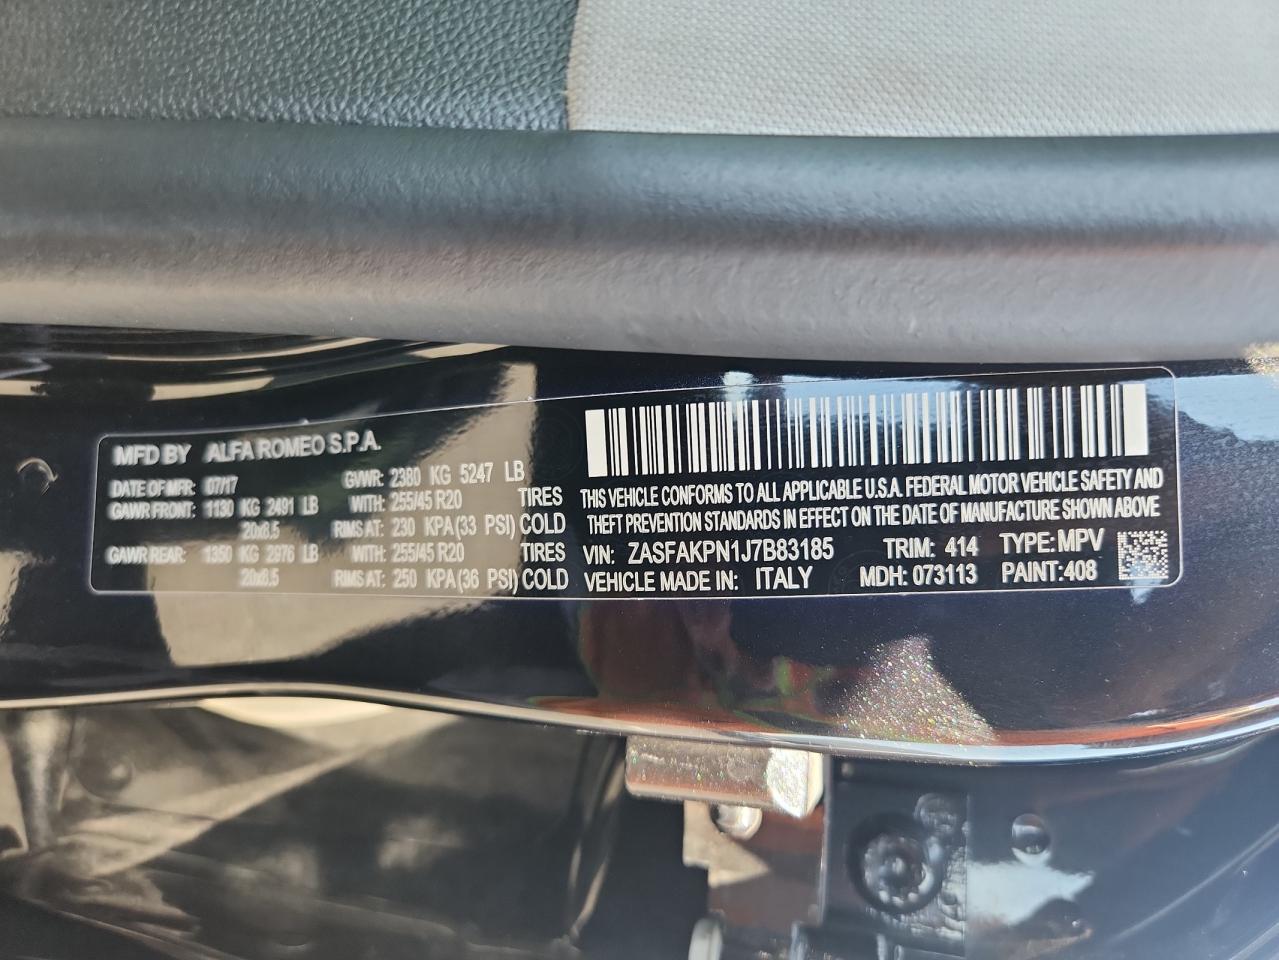 MFD BY ALFA ROMEO S.P.A.
DATE OF MFR: 07/17 GVWR: 2380 KG 5247 LB
GAWR FRONT: 1130 KG 2491 LB WITH: 255/45 R20 TIRES
20x8.5 RIMS AT: 230 KPA(33 PSI) COLD
GAWR REAR: 1350 KG 2976 LB WITH: 255/45 R20 TIRES
20x8.5 RIMS AT: 250 KPA(36 PSI) COLD
THIS VEHICLE CONFORMS TO ALL APPLICABLE U.S.A. FEDERAL MOTOR VEHICLE SAFETY AND
THEFT PREVENTION STANDARDS IN EFFECT ON THE DATE OF MANUFACTURE SHOWN ABOVE
VIN: ZASFAKPN1J7B83185 TRIM: 414 TYPE: MPV
VEHICLE MADE IN: ITALY MDH: 073113 PAINT: 408